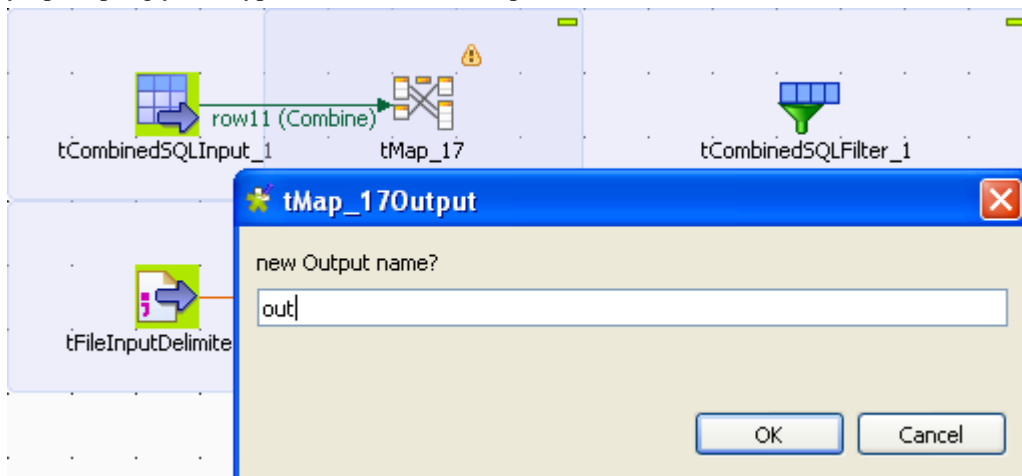 row11 (Combine)
tCombinedSQLInput_1
tMap_17
tCombinedSQLFilter_1
tMap_17Output
new Output name?
out
tFileInputDelimite
OK
Cancel